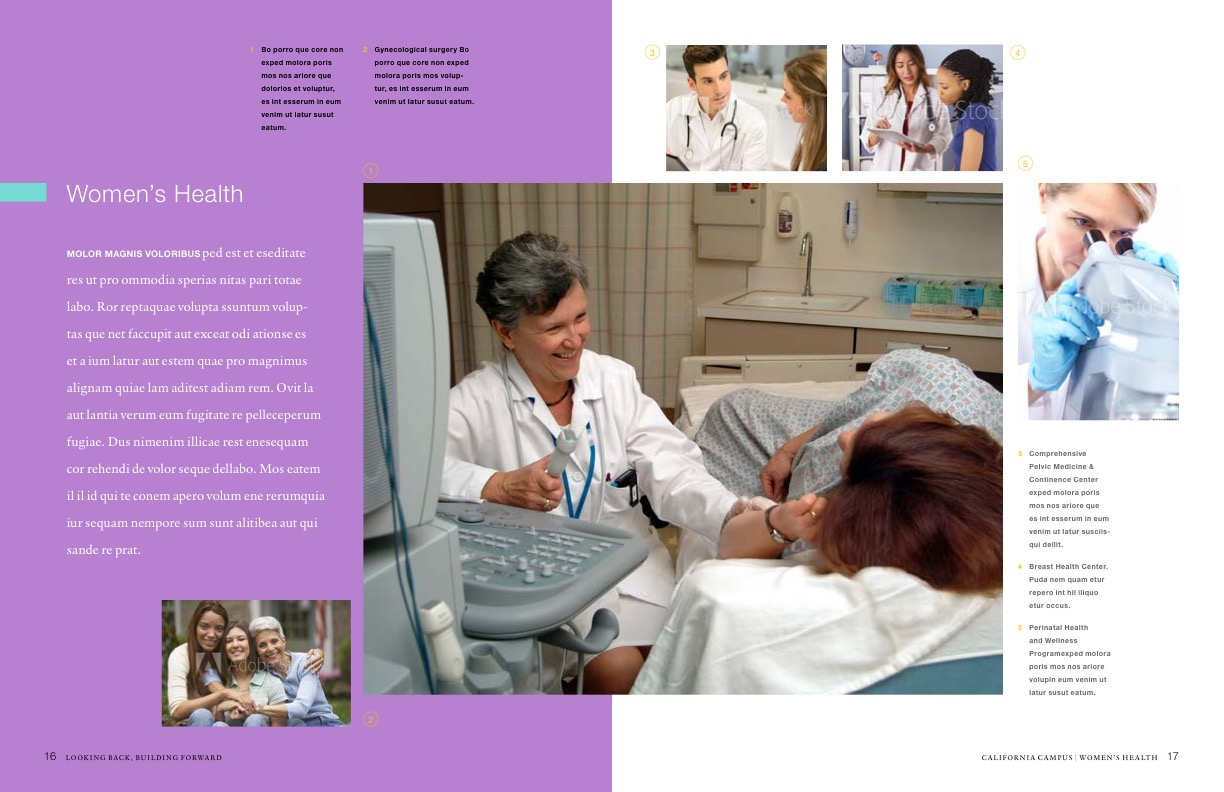 1 Bo porro que core non
exped molora poris
mos nos ariore que
dolorios et voluptur,
es int esserum in eum
venim ut latur susut
eatum.
2 Gynecological surgery Bo
porro que core non exped
molora poris mos volup-
tur, es int esserum in eum
venim ut latur susut eatum.
3
4
Adobe Stock
1
5
Women's Health
MOLOR MAGNIS VOLORIBUS ped est et eseditate
res ut pro ommodia sperias nitas pari totae
labo. Ror reptaquae volupta ssuntum volup-
tas que net faccupit aut exceat odi ationse es
et a ium latur aut estem quae pro magnimus
alignam quiae lam aditest adiam rem. Ovit la
aut lantia verum eum fugitate re pelleceperum
fugiae. Dus nimenim illicae rest enesequam
cor rehendi de volor seque dellabo. Mos eatem
il il id qui te conem apero volum ene rerumquia
iur sequam nempore sum sunt alitibea aut qui
sande re prat.
Adobe Stock
Adobe Stock
2
3 Comprehensive
Pelvic Medicine &
Continence Center
exped molora poris
mos nos ariore que
es int esserum in eum
venim ut latur susciis-
qui dellit.
4 Breast Health Center.
Puda nem quam etur
repero int hil iliquo
etur occus.
5 Perinatal Health
and Wellness
Programexped molora
poris mos nos ariore
volupin eum venim ut
latur susut eatum.
16 LOOKING BACK, BUILDING FORWARD
CALIFORNIA CAMPUS | WOMEN'S HEALTH 17